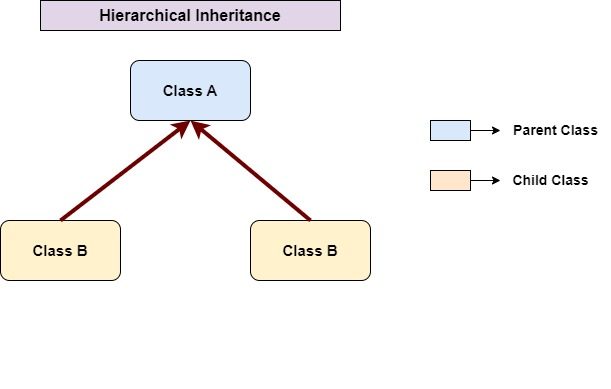 Hierarchical Inheritance
Class A
Parent Class
Child Class
Class B
Class B